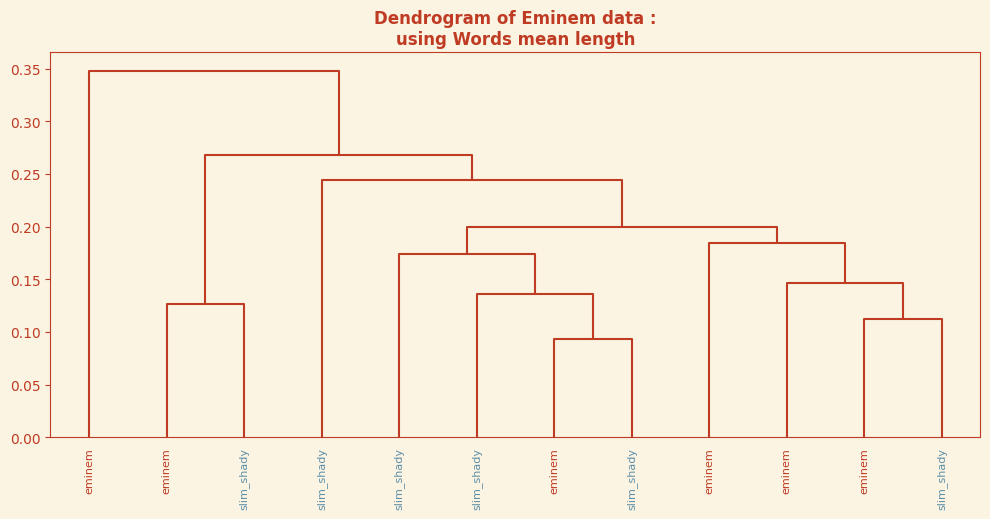 Dendrogram of Eminem data :
using Words mean length
0.35
0.30
0.25
0.20
0.15
0.10
0.05
0.00
eminem
eminem
slim_shady
slim_shady
slim_shady
slim_shady
eminem
slim_shady
eminem
eminem
eminem
slim_shady